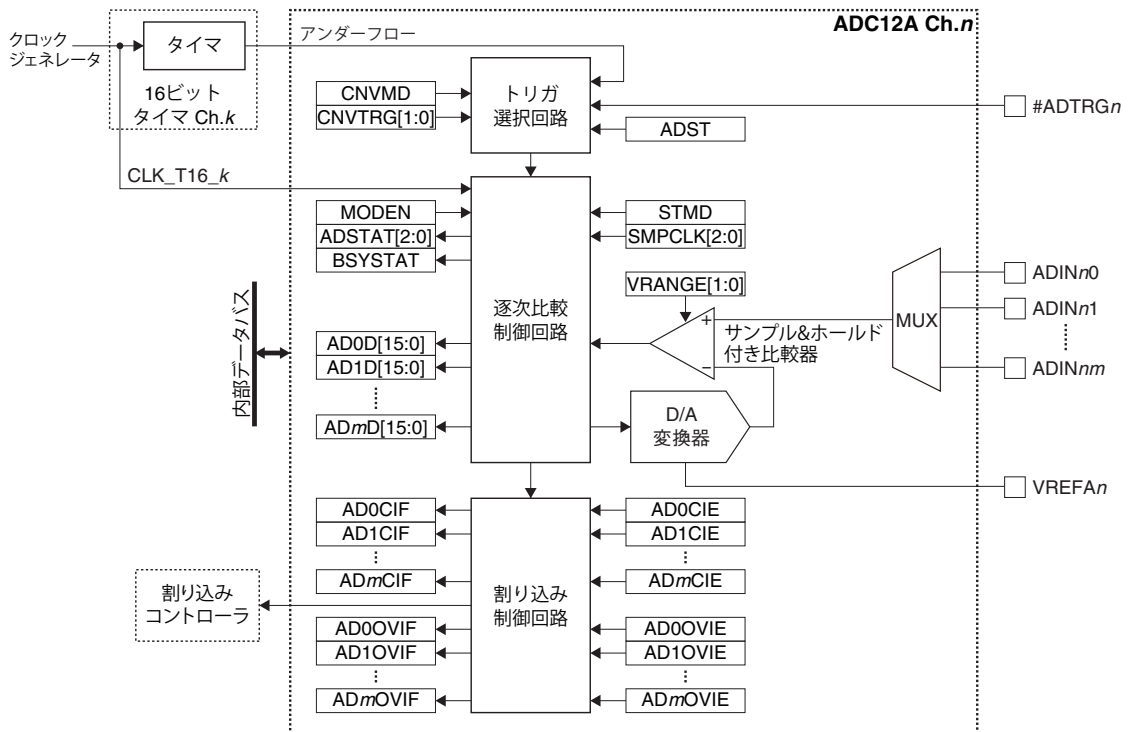 ADC12A Ch.n
クロック
ジェネレータ
タイマ
アンダーフロー
16ビット
タイマ Ch.k
CNVMD
CNVTRG[1:0]
トリガ
選択回路
ADST
#ADTRGn
CLK_T16_k
MODEN
ADSTAT[2:0]
BSYSTAT
STMD
SMPCLK[2:0]
VRANGE[1:0]
逐次比較
制御回路
+
−
サンプル&ホールド
付き比較器
MUX
ADINn0
ADINn1
ADINnm
内部データバス
AD0D[15:0]
AD1D[15:0]
ADmD[15:0]
D/A
変換器
VREFAn
AD0CIF
AD1CIF
ADmCIF
AD0CIE
AD1CIE
ADmCIE
割り込み
コントローラ
割り込み
制御回路
AD0OVIF
AD1OVIF
ADmOVIF
AD0OVIE
AD1OVIE
ADmOVIE